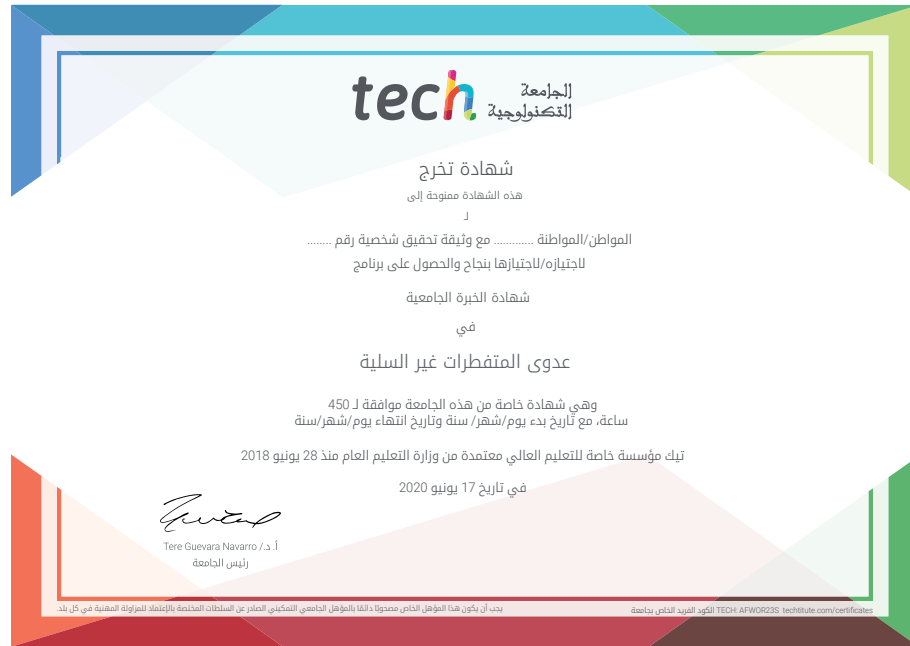 tech الجامعة
التكنولوجية
شهادة تخرج
هذه الشهادة ممنوحة إلى
لـ
المواطن/المواطنة ............. مع وثيقة تحقيق شخصية رقم ........
لاجتيازه/لاجتيازها بنجاح والحصول على برنامج
شهادة الخبرة الجامعية
في
عدوى المتفطرات غير السلية
وهي شهادة خاصة من هذه الجامعة موافقة لـ 450
ساعة، مع تاريخ بدء يوم/شهر/ سنة وتاريخ انتهاء يوم/شهر/سنة
تيك مؤسسة خاصة للتعليم العالي معتمدة من وزارة التعليم العام منذ 28 يونيو 2018
في تاريخ 17 يونيو 2020
أ. د./ Tere Guevara Navarro
رئيس الجامعة
يجب أن يكون هذا المؤهل الخاص مصحوبًا دائمًا بالمؤهل الجامعي التمكيني الصادر عن السلطات المختصة بالإعتماد للمزاولة المهنية في كل بلد.
الكود الفريد الخاص بجامعة TECH: AFWOR23S techtitute.com/certificates